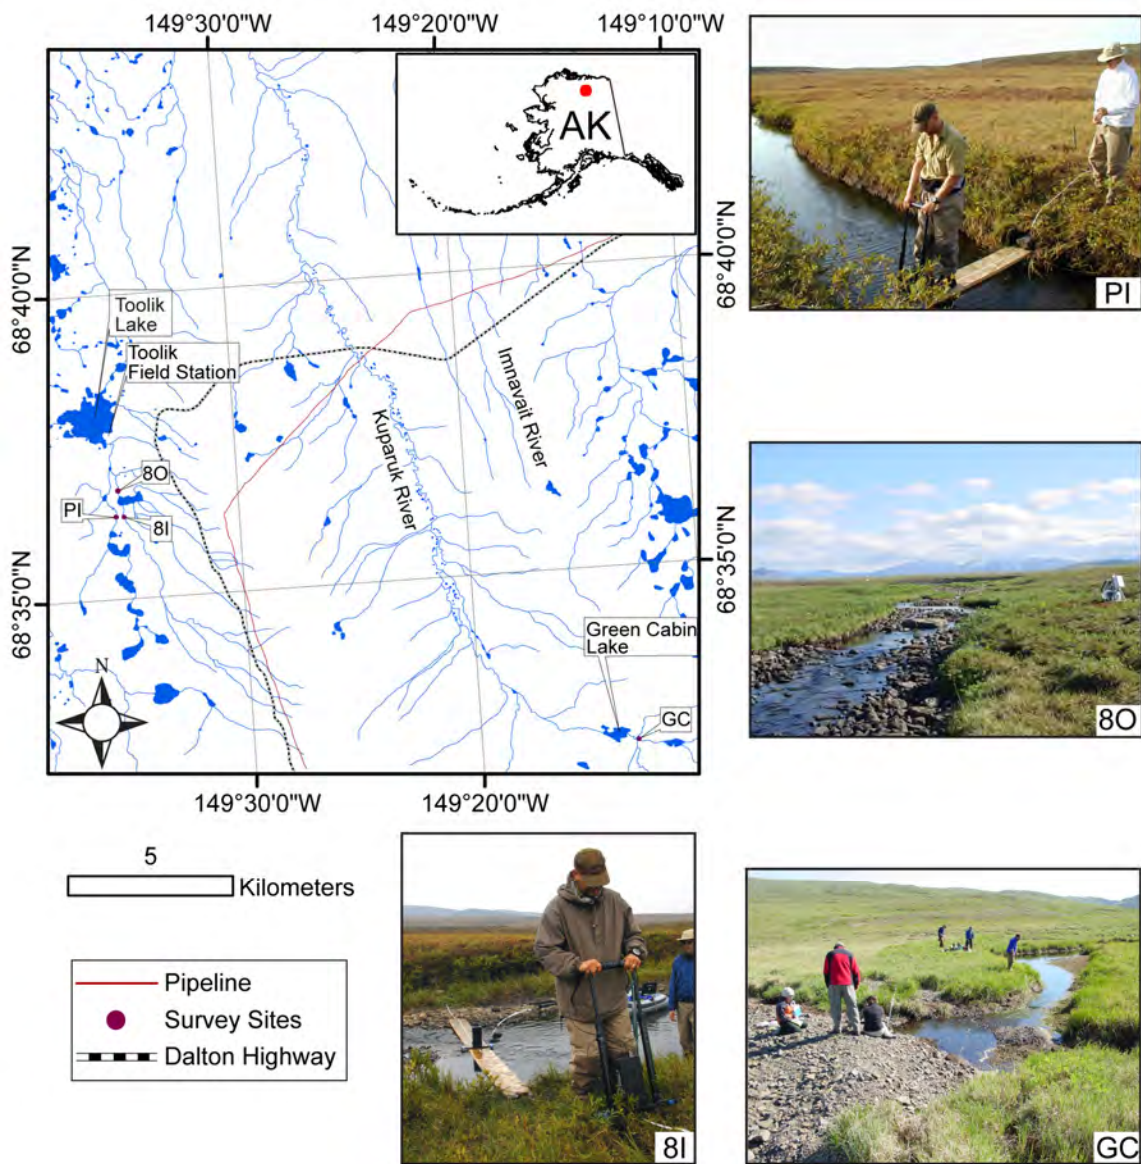 149°30'0"W
149°20'0"W
149°10'0"W
AK
PI
68°40'0"N
68°40'0"N
Toolik
Lake
Toolik
Field Station
Imnavait River
Kuparuk River
8O
PI
8I
68°35'0"N
68°35'0"N
Green Cabin
Lake
GC
N
8O
149°30'0"W
149°20'0"W
5
Kilometers
Pipeline
Survey Sites
Dalton Highway
8I
GC